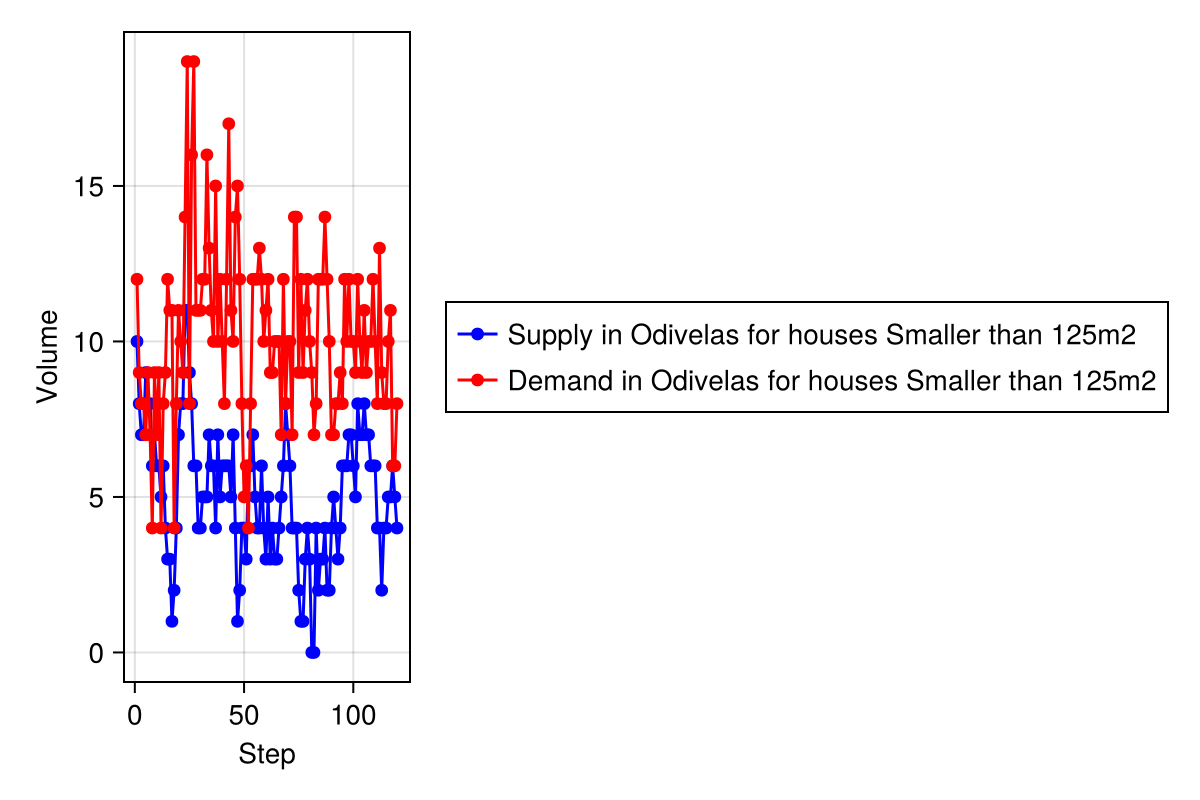 15
10
5
0
Volume
0 50 100
Step
Supply in Odivelas for houses Smaller than 125m2
Demand in Odivelas for houses Smaller than 125m2